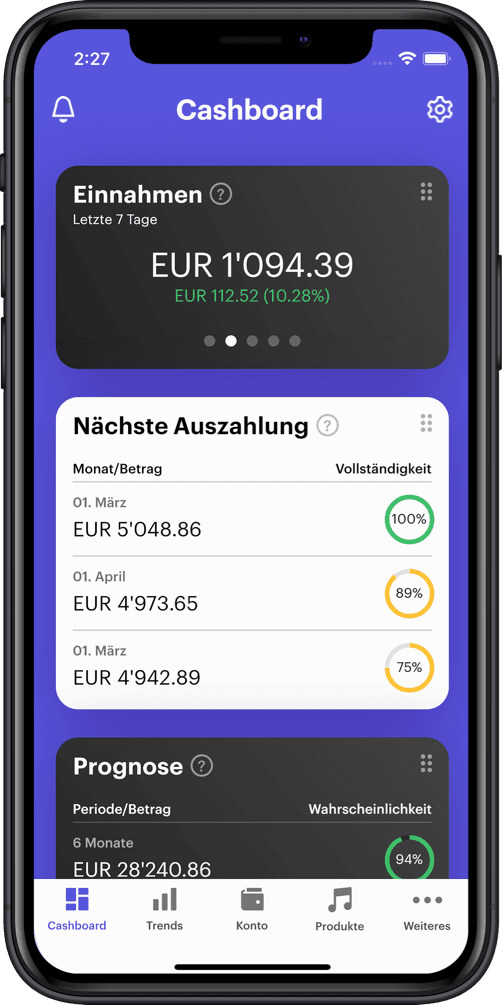 2:27
Cashboard
Einnahmen ?
Letzte 7 Tage
EUR 1'094.39
EUR 112.52 (10.28%)
Nächste Auszahlung ?
Monat/Betrag Vollständigkeit
01. März
EUR 5'048.86 100%
01. April
EUR 4'973.65 89%
01. März
EUR 4'942.89 75%
Prognose ?
Periode/Betrag Wahrscheinlichkeit
6 Monate
EUR 28'240.86 94%
Cashboard Trends Konto Produkte Weiteres